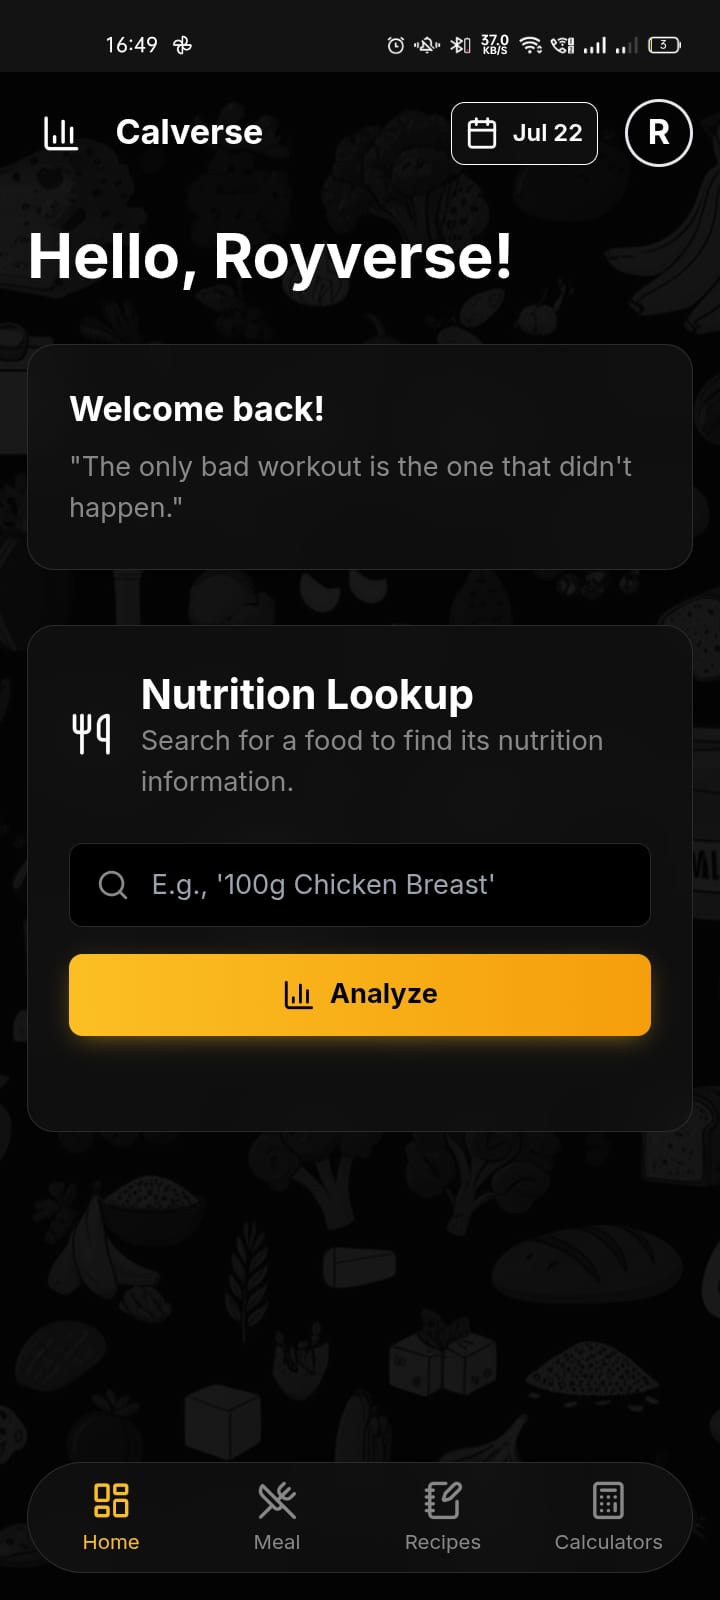 16:49
37.0
KB/S
3
Calverse
Jul 22
R
Hello, Royverse!
Welcome back!
"The only bad workout is the one that didn't
happen."
Nutrition Lookup
Search for a food to find its nutrition
information.
E.g., '100g Chicken Breast'
Analyze
Home
Meal
Recipes
Calculators